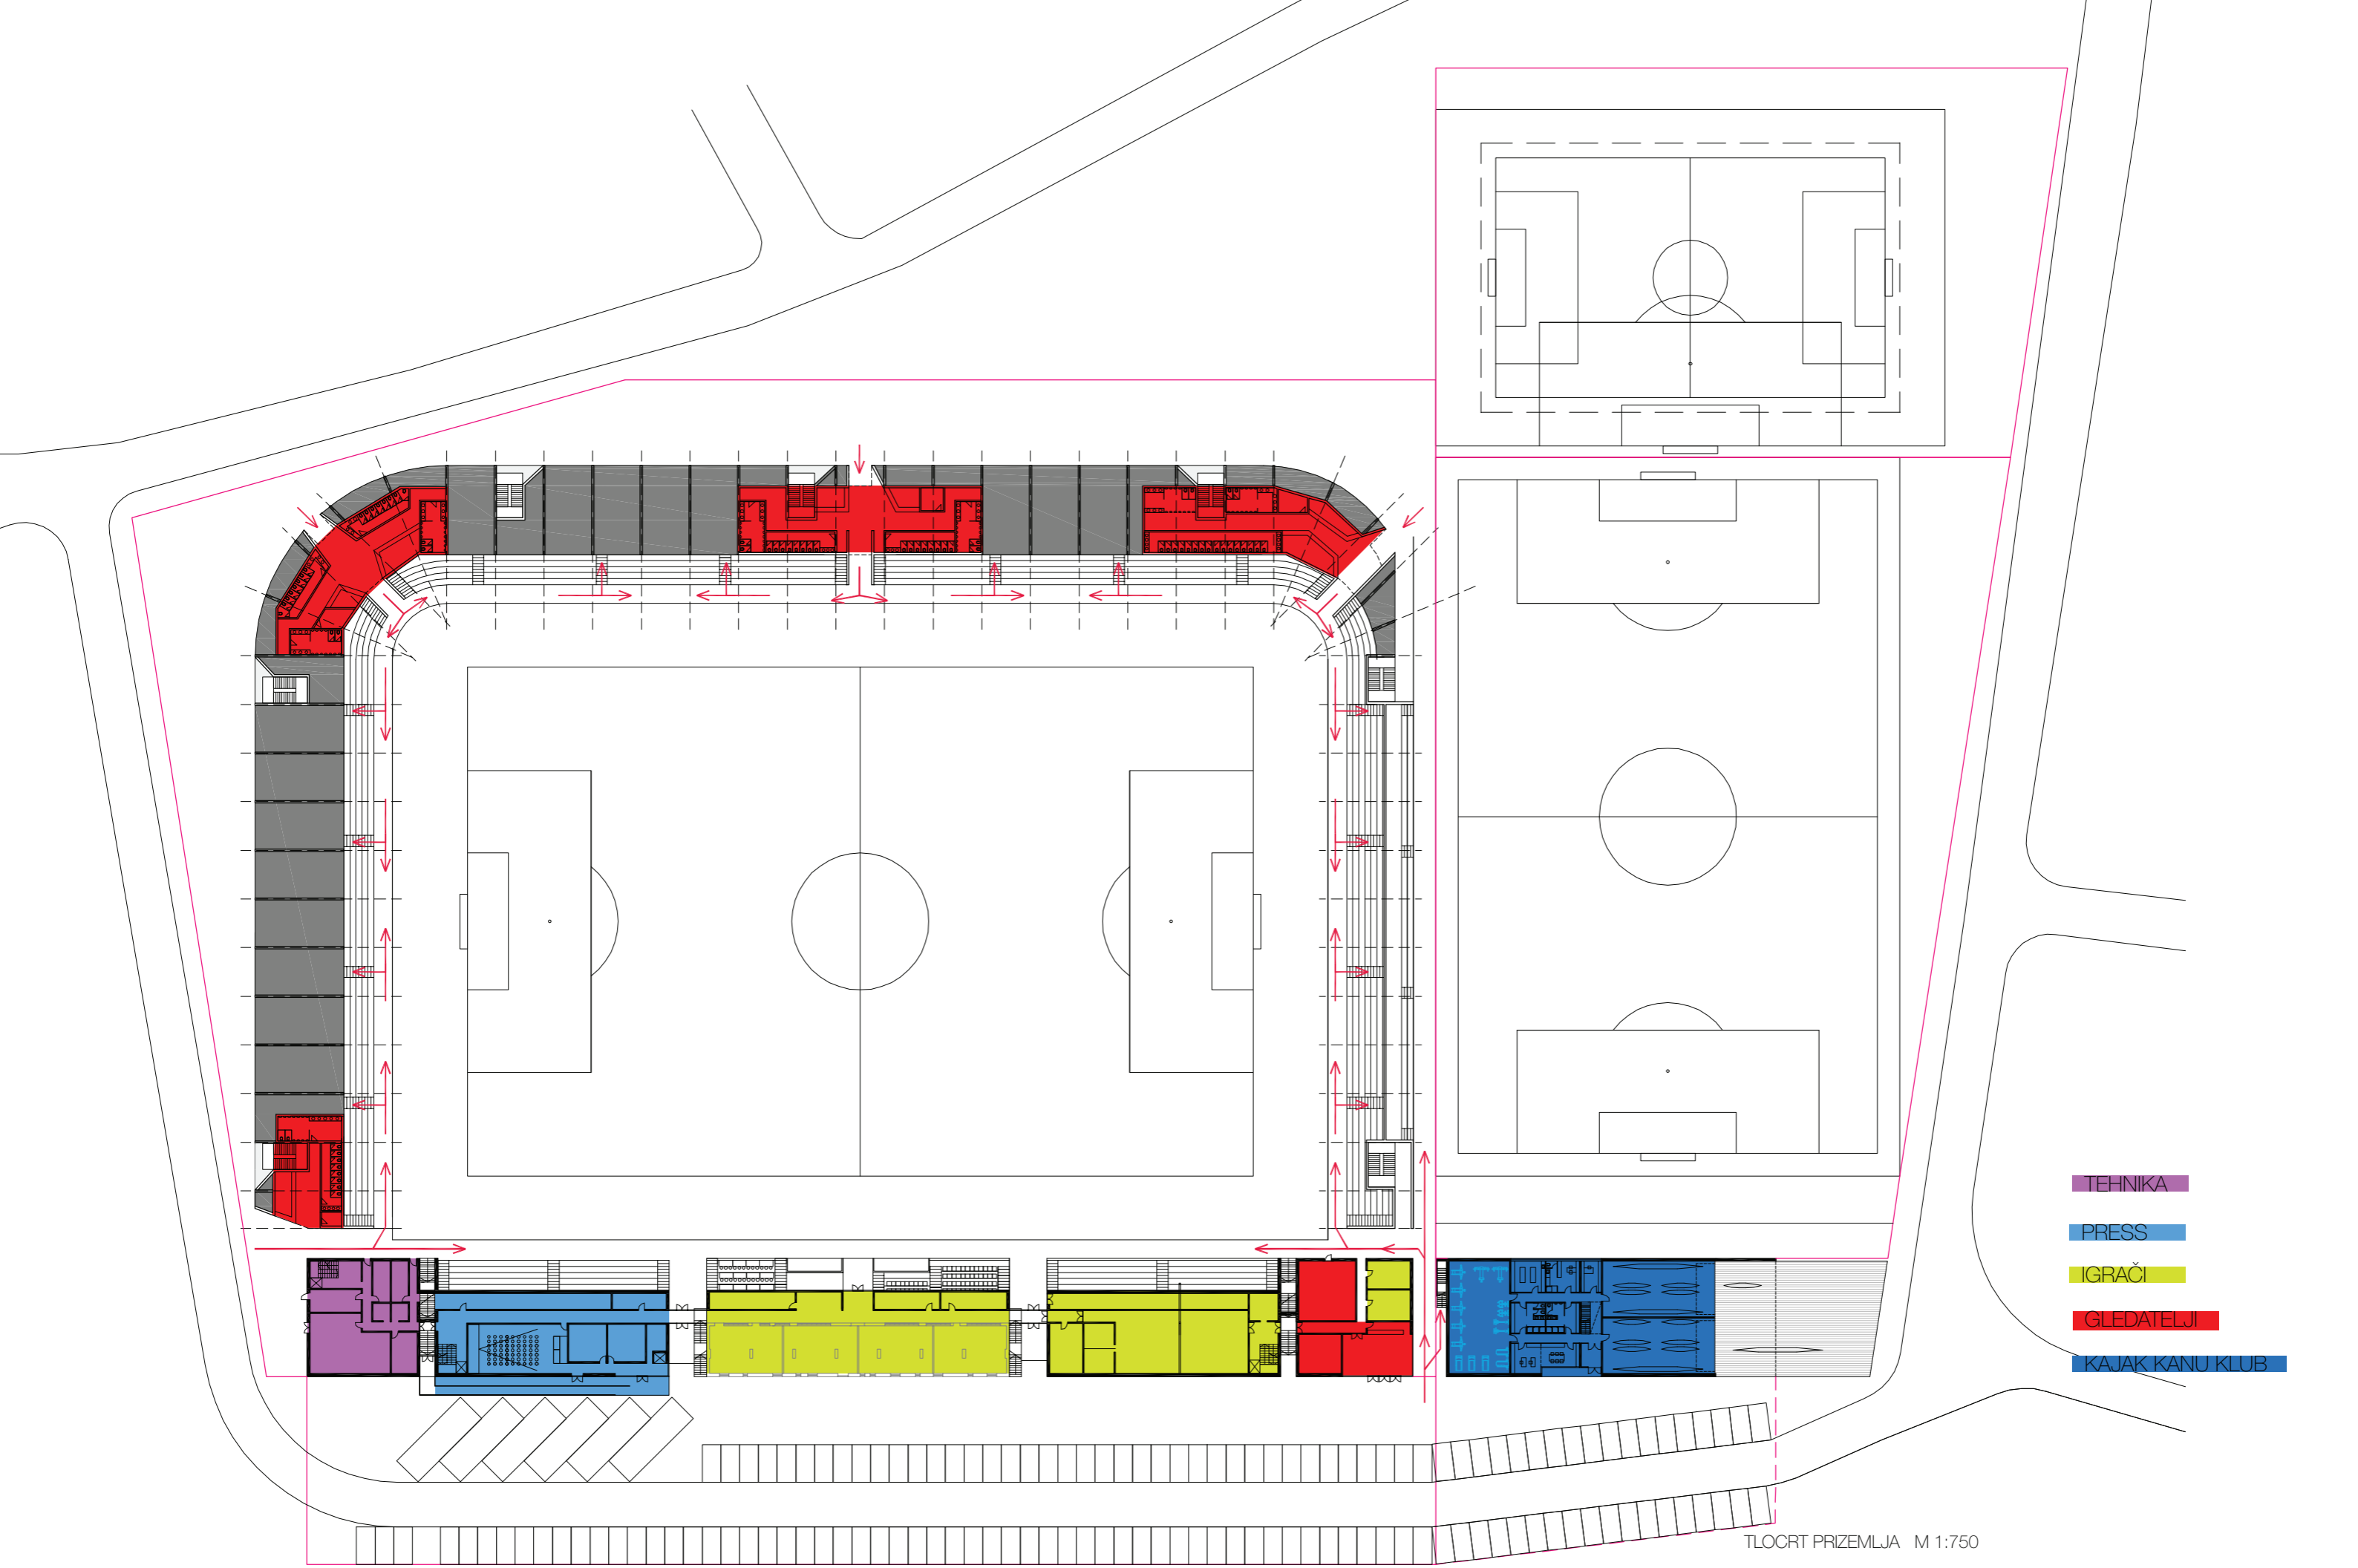 TEHNIKA
PRESS
IGRAČI
GLEDATELJI
KAJAK KANU KLUB
TLOCRT PRIZEMLJA M 1:750